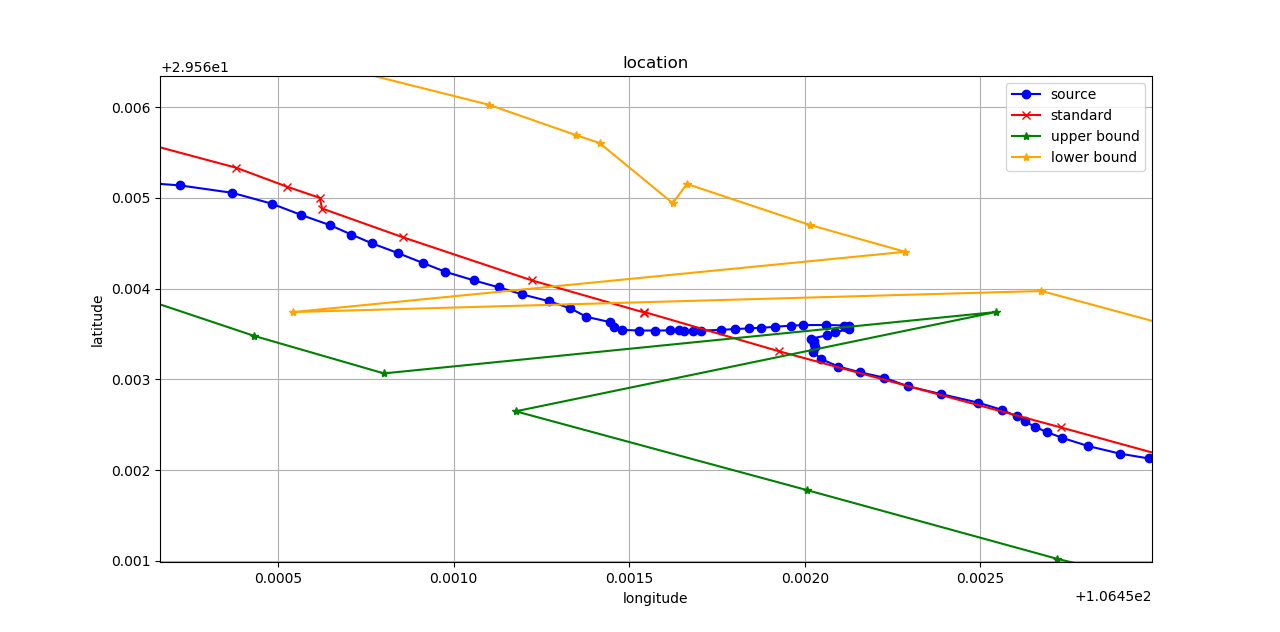 location
+2.956e1
source
standard
upper bound
lower bound
0.006
0.005
0.004
0.003
0.002
0.001
latitude
0.0005
0.0010
0.0015
0.0020
0.0025
longitude
+1.0645e2